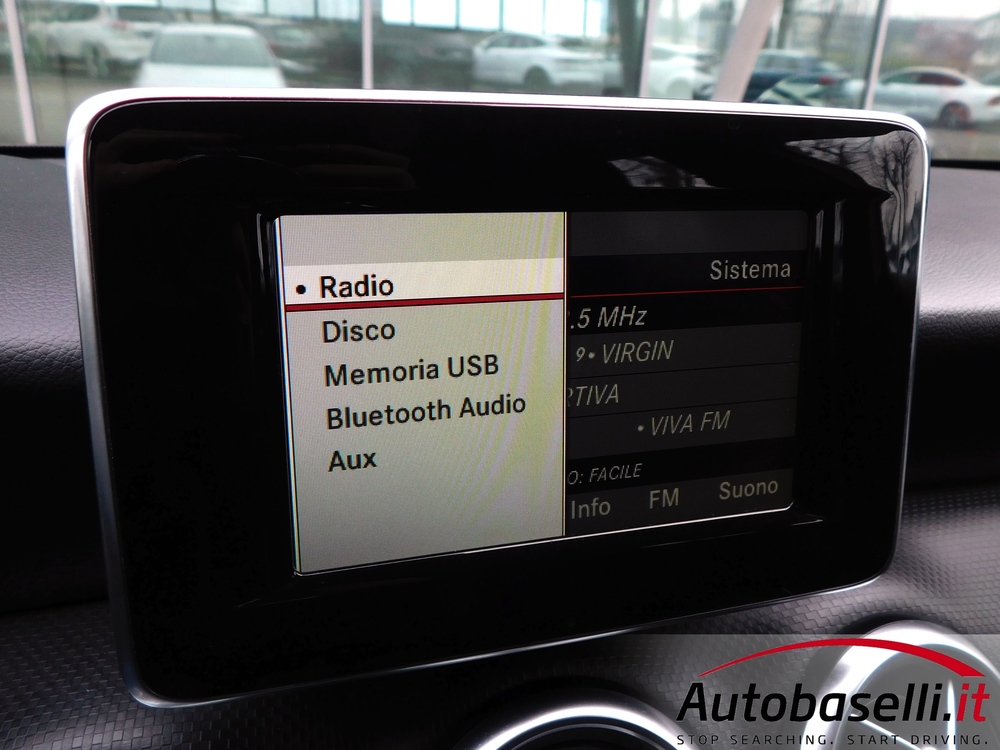 • Radio
Disco
Memoria USB
Bluetooth Audio
Aux
Sistema
.5 MHz
9• VIRGIN
RTIVA
• VIVA FM
O: FACILE
Info FM Suono
Autobaselli.it
STOP SEARCHING. START DRIVING.